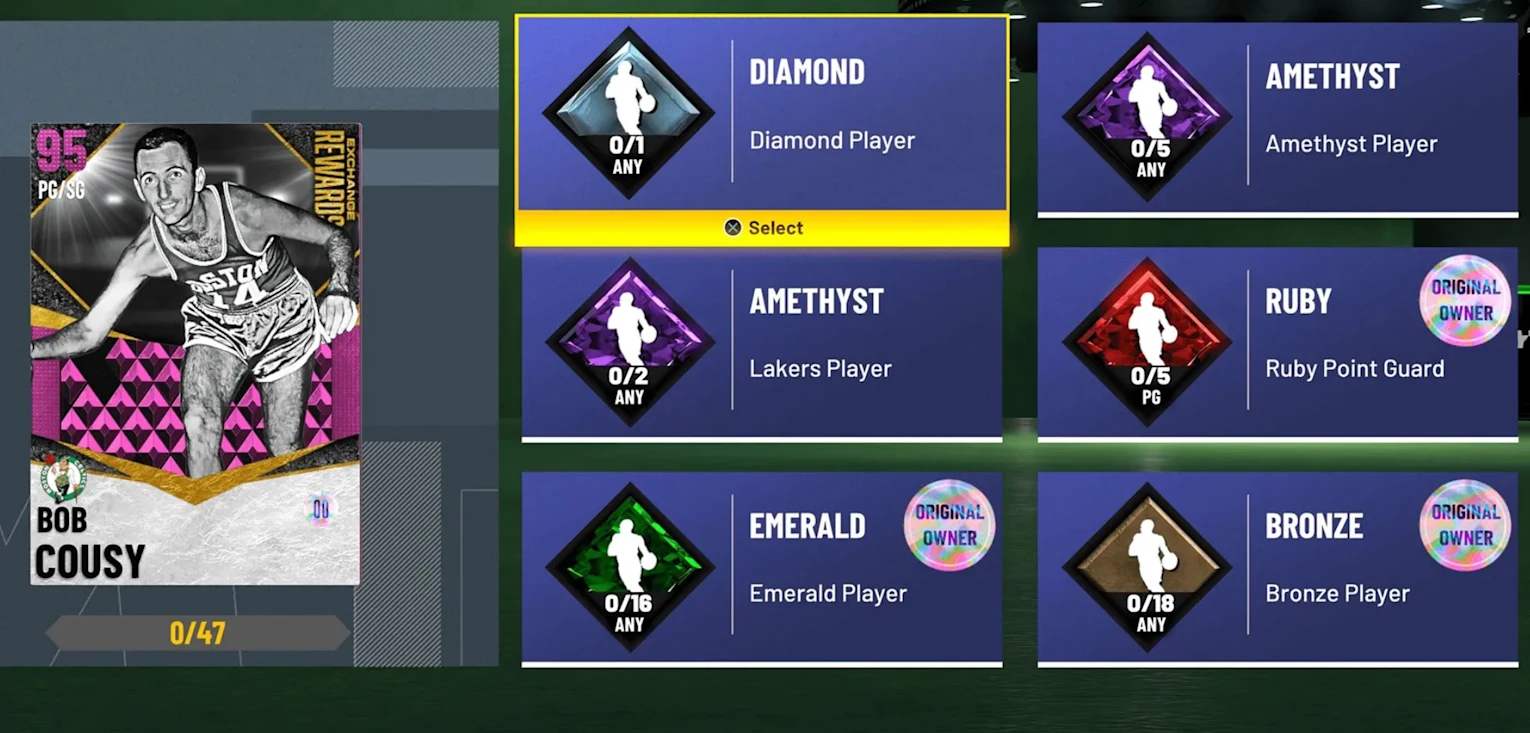 95
PG/SG
EXCHANGE
REWARDS
BOSTON
14
BOB
COUSY
OO
0/47
DIAMOND
Diamond Player
0/1
ANY
Select
AMETHYST
Amethyst Player
0/5
ANY
AMETHYST
Lakers Player
0/2
ANY
RUBY
Ruby Point Guard
0/5
PG
ORIGINAL
OWNER
EMERALD
Emerald Player
0/16
ANY
ORIGINAL
OWNER
BRONZE
Bronze Player
0/18
ANY
ORIGINAL
OWNER